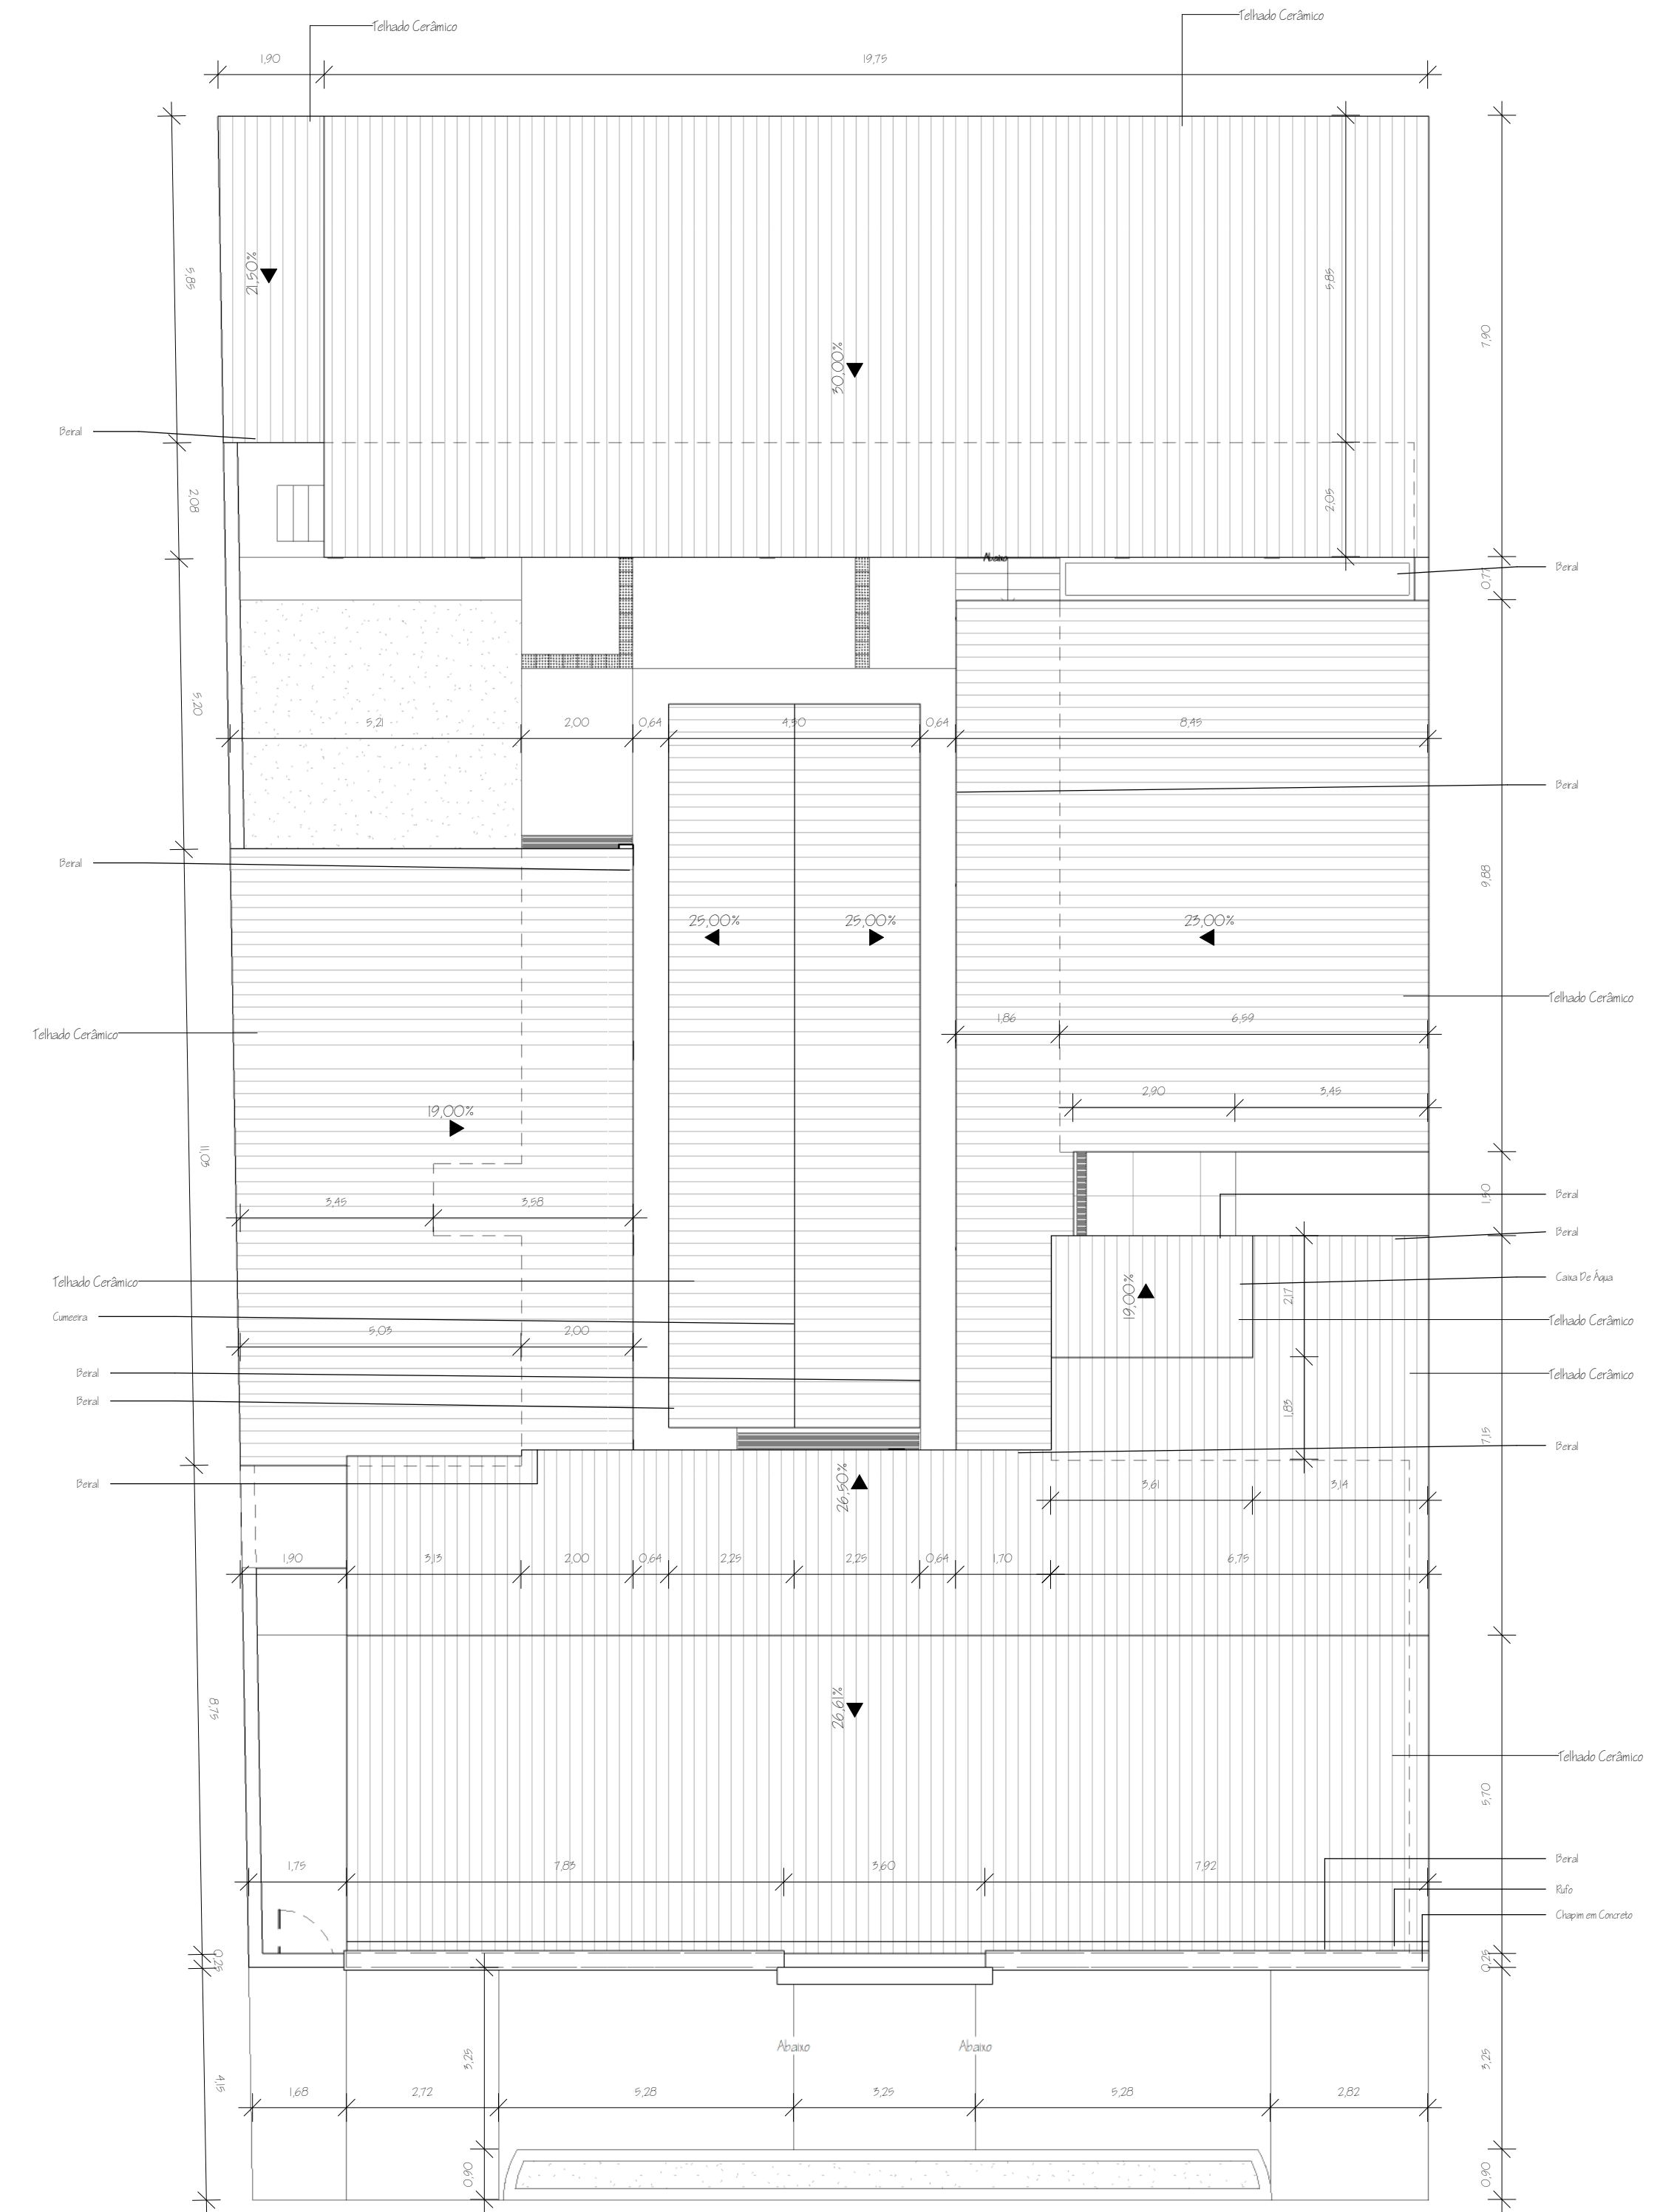 Telhado Cerâmico
Telhado Cerâmico
1,90
19,75
5,85
21,50%
5,85
7,90
30,00%
Beiral
2,08
2,05
Abaixo
Beiral
0,77
5,20
5,21
2,00
0,64
4,50
0,64
8,45
Beiral
Beiral
9,88
25,00%
25,00%
23,00%
Telhado Cerâmico
Telhado Cerâmico
1,86
6,59
2,90
3,45
19,00%
11,03
3,45
3,58
1,50
Beiral
Beiral
Telhado Cerâmico
Caixa De Água
19,00%
2,17
Cumeeira
Telhado Cerâmico
5,03
2,00
Beiral
Telhado Cerâmico
Beiral
1,83
7,15
Beiral
Beiral
26,50%
3,61
3,14
1,90
3,13
2,00
0,64
2,25
2,25
0,64
1,70
6,75
8,75
26,61%
Telhado Cerâmico
5,70
1,75
7,83
3,60
7,92
Beiral
Rufo
Chapim em Concreto
0,25
0,25
Abaixo
Abaixo
3,25
3,25
4,15
1,68
2,72
5,28
3,25
5,28
2,82
0,90
0,90